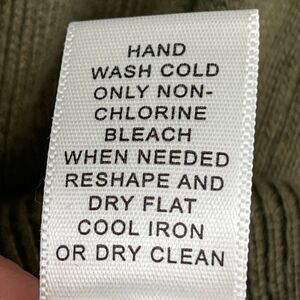 HAND
WASH COLD
ONLY NON-
CHLORINE
BLEACH
WHEN NEEDED
RESHAPE AND
DRY FLAT
COOL IRON
OR DRY CLEAN